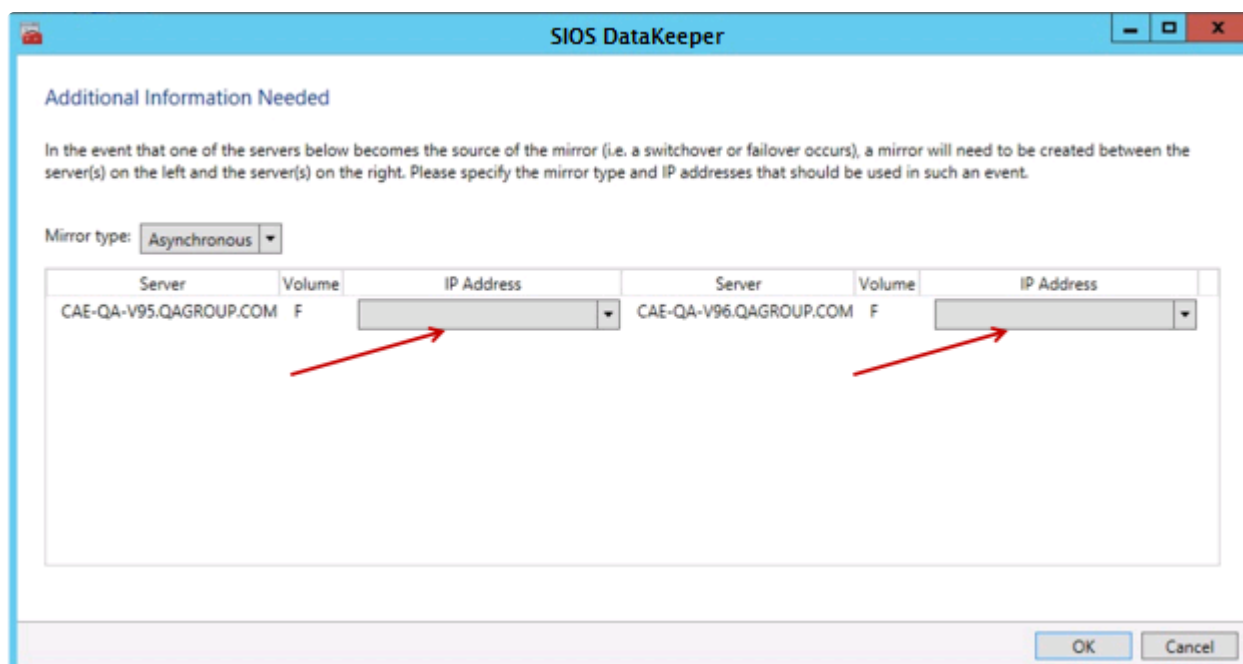 SIOS DataKeeper
Additional Information Needed
In the event that one of the servers below becomes the source of the mirror (i.e. a switchover or failover occurs), a mirror will need to be created between the
server(s) on the left and the server(s) on the right. Please specify the mirror type and IP addresses that should be used in such an event.
Mirror type: Asynchronous
Server Volume IP Address Server Volume IP Address
CAE-QA-V95.QAGROUP.COM F CAE-QA-V96.QAGROUP.COM F
OK Cancel